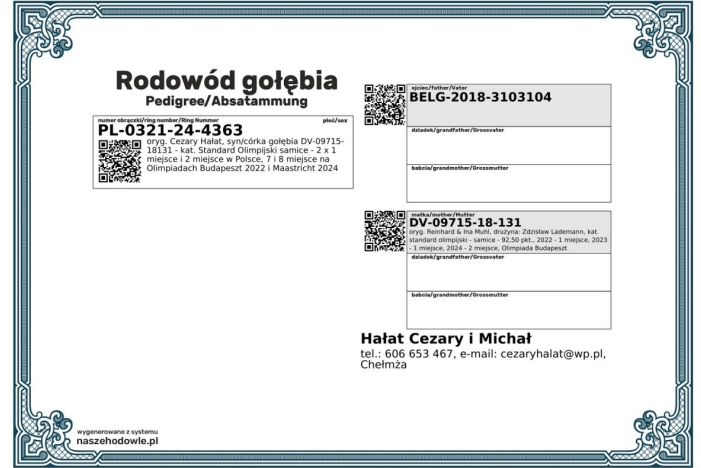 Rodowód gołębia
Pedigree/Absatammung
numer obrączki/ring number/Ring Nummer płeć/sex
PL-0321-24-4363
oryg. Cezary Hałat, syn/córka gołębia DV-09715-
18131 - kat. Standard Olimpijski samice - 2 x 1
miejsce i 2 miejsce w Polsce, 7 i 8 miejsce na
Olimpiadach Budapeszt 2022 i Maastricht 2024
ojciec/father/Vater
BELG-2018-3103104
dziadek/grandfather/Grossvater
babcia/grandmother/Grossmutter
matka/mother/Mutter
DV-09715-18-131
oryg. Reinhard & Ina Muhl, drużyna: Zdzisław Lademann, kat.
standard olimpijski - samice - 92,50 pkt., 2022 - 1 miejsce, 2023
- 1 miejsce, 2024 - 2 miejsce, Olimpiada Budapeszt
dziadek/grandfather/Grossvater
babcia/grandmother/Grossmutter
Hałat Cezary i Michał
tel.: 606 653 467, e-mail: cezaryhalat@wp.pl,
Chełmża
wygenerowano z systemu
naszehodowle.pl